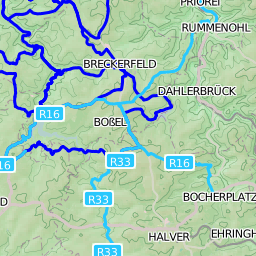 PRIOREI
RUMMENOHL
BRECKERFELD
DAHLERBRÜCK
R16
BOßEL
R33
R16
16
R33
BOCHERPLATZ
D
HALVER
EHRINGH
R33